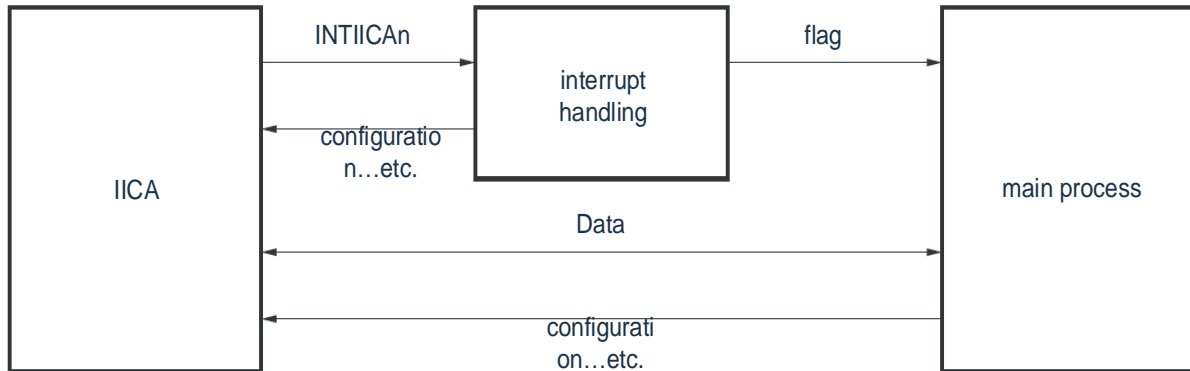 INTIICAn
flag
interrupt
handling
configuratio
n…etc.
IICA
main process
Data
configurati
on…etc.